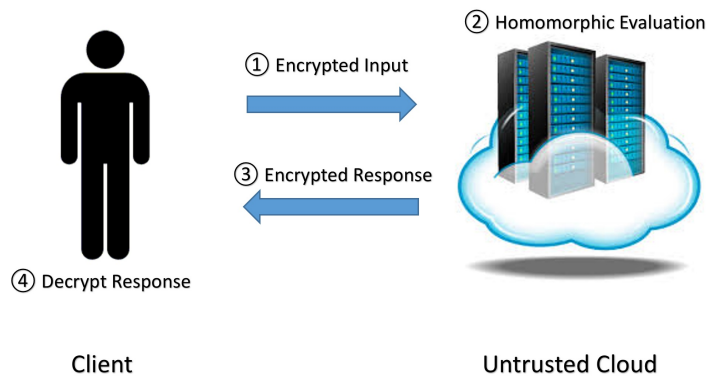 ② Homomorphic Evaluation
① Encrypted Input
③ Encrypted Response
④ Decrypt Response
Client
Untrusted Cloud